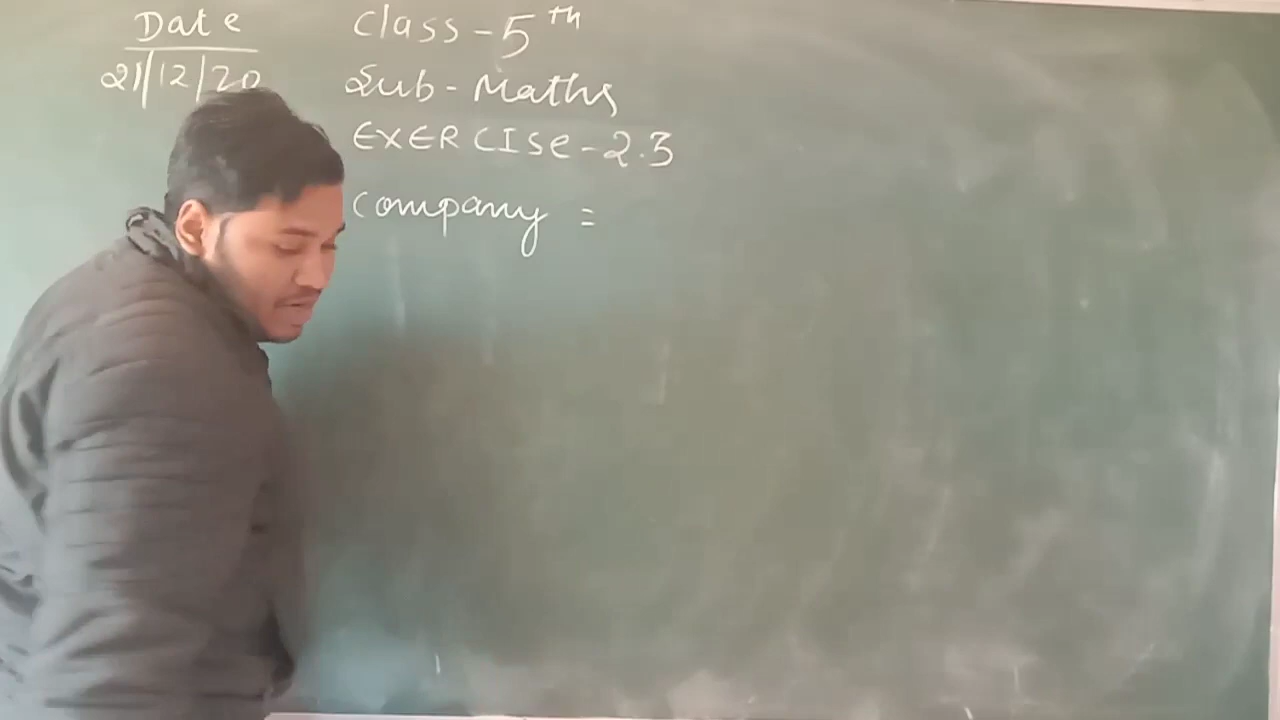 Date
21/12/20
Class - 5th
Sub - Maths
EXERCISE - 2.3
Company =